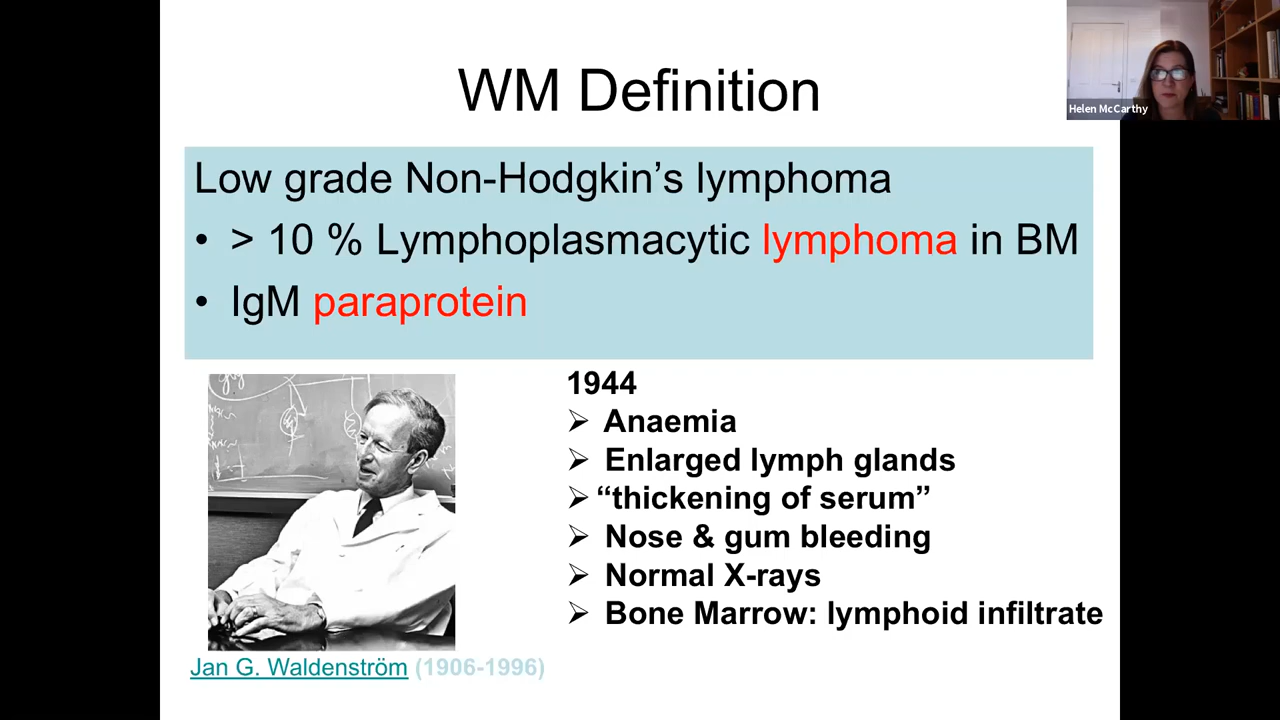 WM Definition
Helen McCarthy
Low grade Non-Hodgkin’s lymphoma
• > 10 % Lymphoplasmacytic lymphoma in BM
• IgM paraprotein
1944
➢ Anaemia
➢ Enlarged lymph glands
➢ “thickening of serum”
➢ Nose & gum bleeding
➢ Normal X-rays
➢ Bone Marrow: lymphoid infiltrate
Jan G. Waldenström (1906-1996)